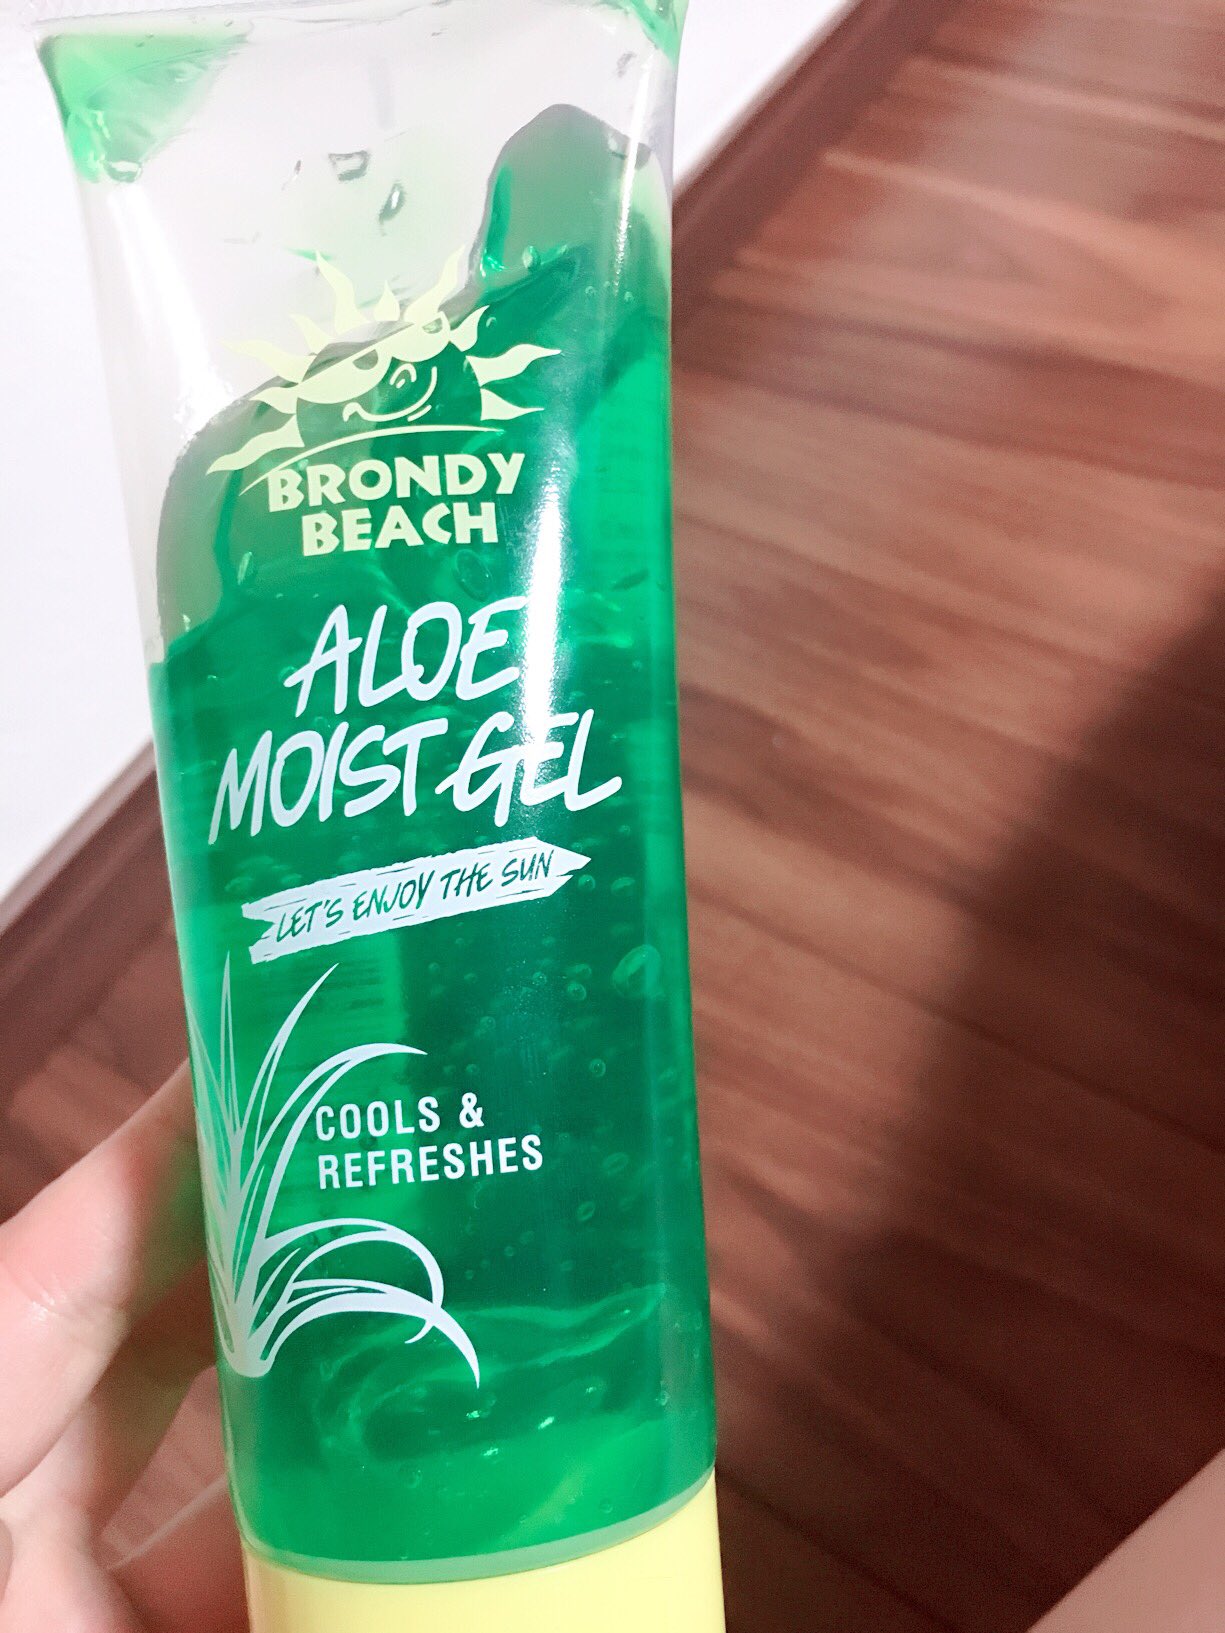 BRONDY
BEACH
ALOE
MOIST GEL
LET'S ENJOY THE SUN
COOLS &
REFRESHES